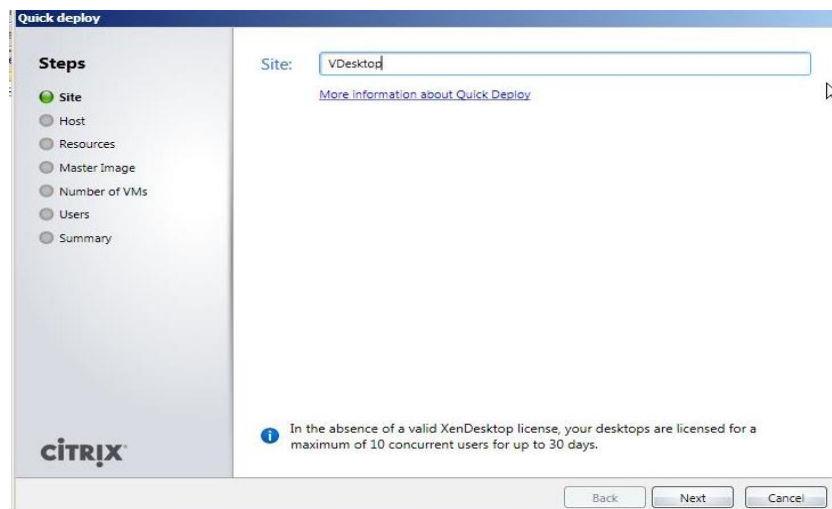 Quick deploy
Steps
Site
Host
Resources
Master Image
Number of VMs
Users
Summary
CİTRIX
Site: VDesktop
More information about Quick Deploy
In the absence of a valid XenDesktop license, your desktops are licensed for a
maximum of 10 concurrent users for up to 30 days.
Back Next Cancel